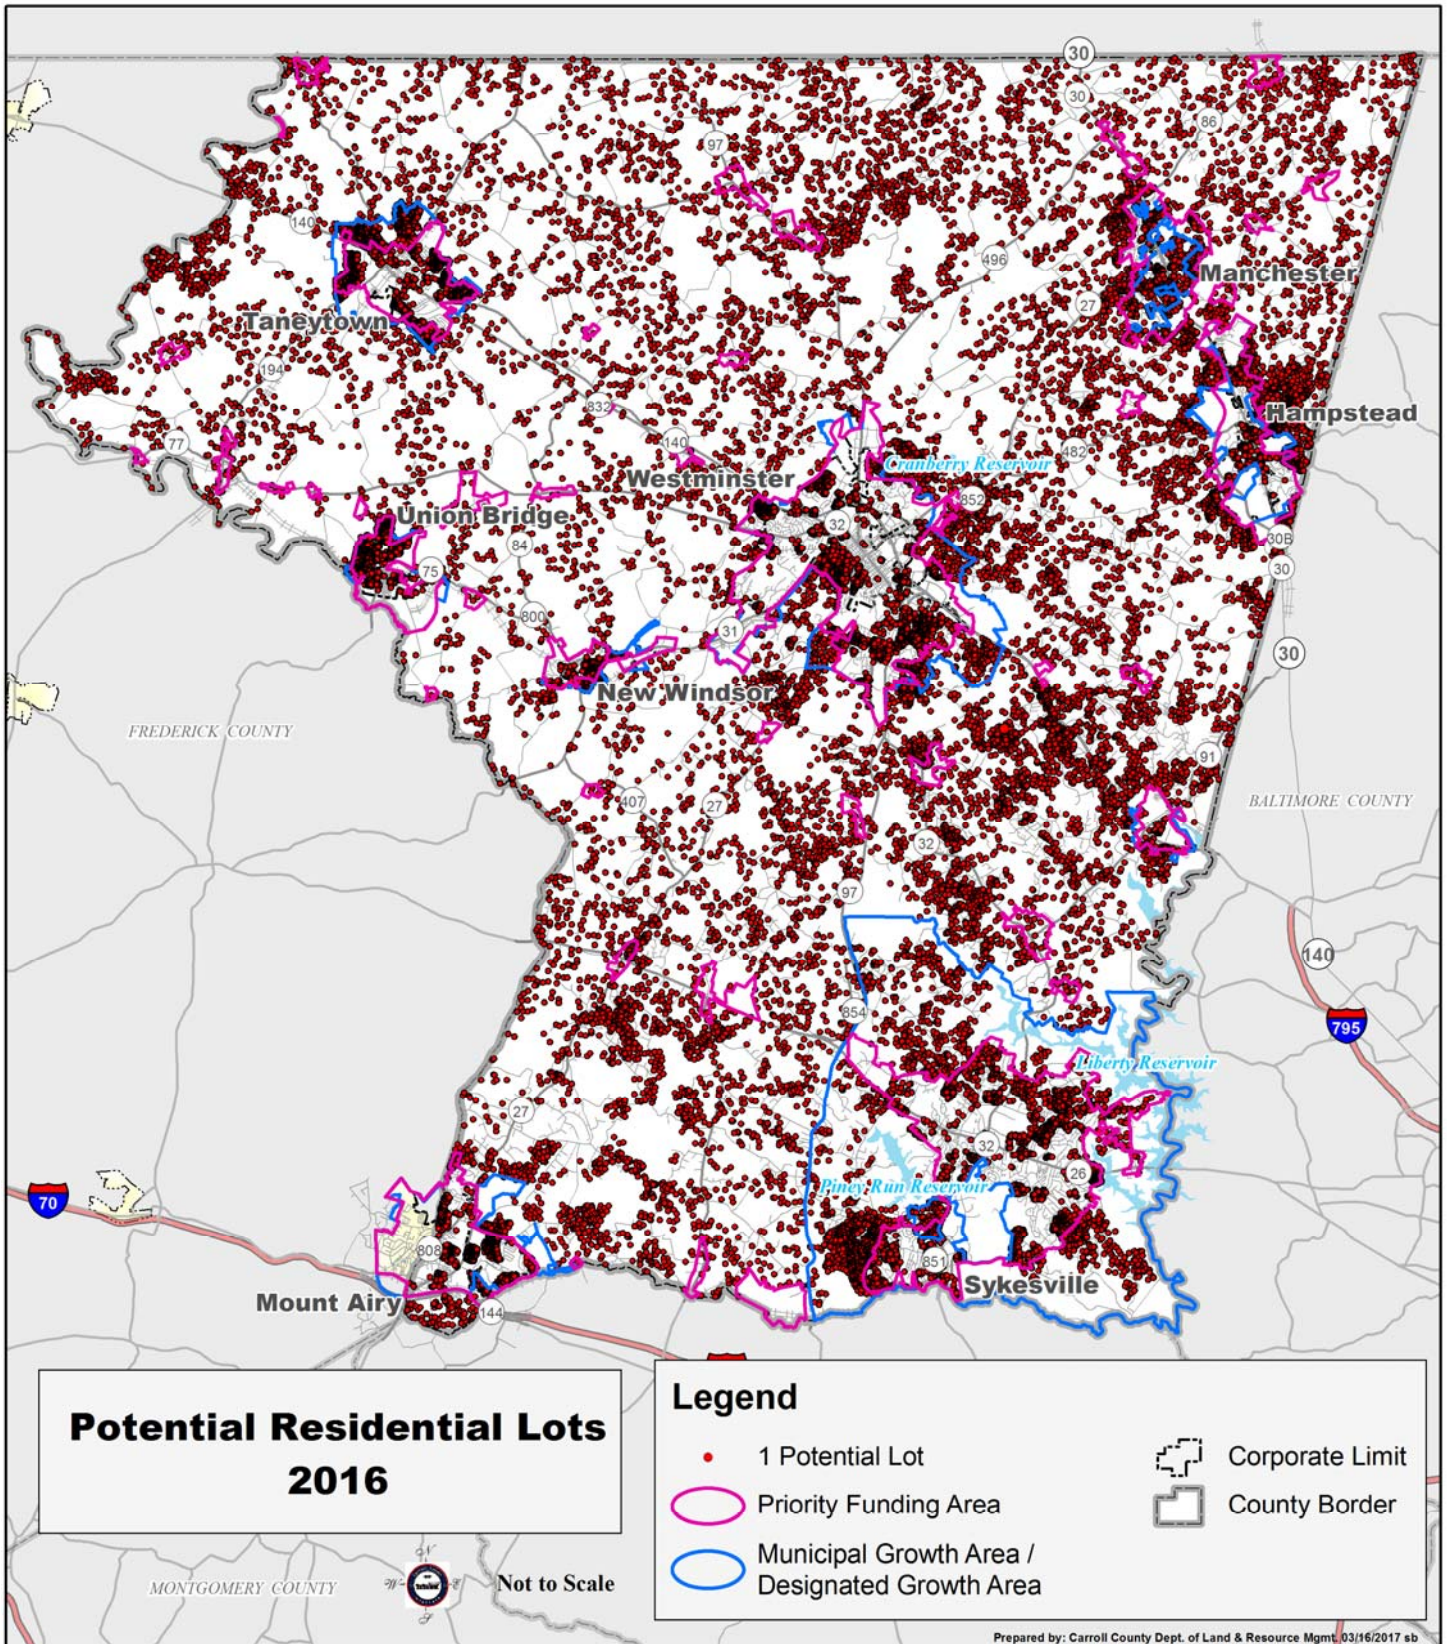 30
30
86
97
140
496
Manchester
27
Taneytown
194
832
Hampstead
77
140
482
Cranberry Reservoir
Westminster
852
Union Bridge
32
84
30B
75
30
800
31
30
New Windsor
FREDERICK COUNTY
91
407
27
BALTIMORE COUNTY
32
97
140
854
795
Liberty Reservoir
27
32
26
Piney Run Reservoir
70
808
851
Sykesville
Mount Airy
144
Potential Residential Lots
2016
Legend
1 Potential Lot
Priority Funding Area
Municipal Growth Area /
Designated Growth Area
Corporate Limit
County Border
MONTGOMERY COUNTY
N
W
E
S
Not to Scale
Prepared by: Carroll County Dept. of Land & Resource Mgmt. 03/16/2017 sb